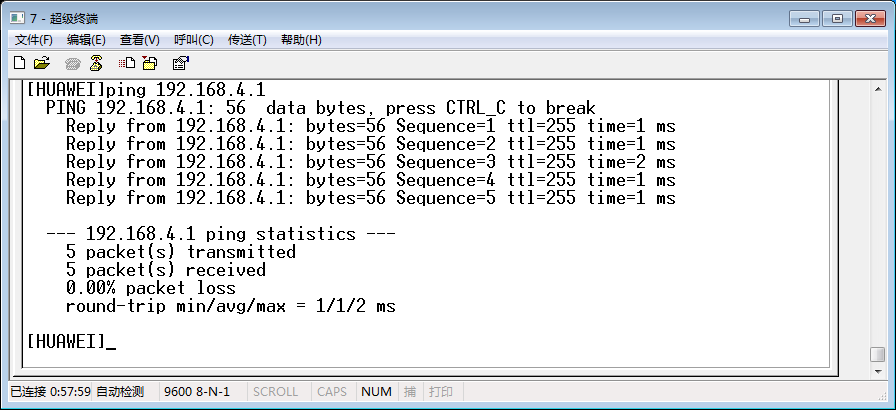 7 - 超级终端
文件(F) 编辑(E) 查看(V) 呼叫(C) 传送(T) 帮助(H)
[HUAWEI]ping 192.168.4.1
  PING 192.168.4.1: 56  data bytes, press CTRL_C to break
    Reply from 192.168.4.1: bytes=56 Sequence=1 ttl=255 time=1 ms
    Reply from 192.168.4.1: bytes=56 Sequence=2 ttl=255 time=1 ms
    Reply from 192.168.4.1: bytes=56 Sequence=3 ttl=255 time=2 ms
    Reply from 192.168.4.1: bytes=56 Sequence=4 ttl=255 time=1 ms
    Reply from 192.168.4.1: bytes=56 Sequence=5 ttl=255 time=1 ms
  --- 192.168.4.1 ping statistics ---
    5 packet(s) transmitted
    5 packet(s) received
    0.00% packet loss
    round-trip min/avg/max = 1/1/2 ms
[HUAWEI]_
已连接 0:57:59 自动检测 9600 8-N-1 SCROLL CAPS NUM 捕 打印